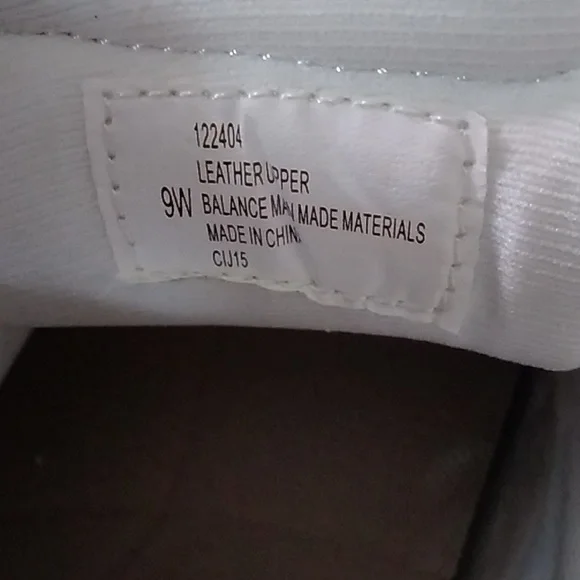 122404
LEATHER UPPER
9W BALANCE MAN MADE MATERIALS
MADE IN CHINA
CIJ15